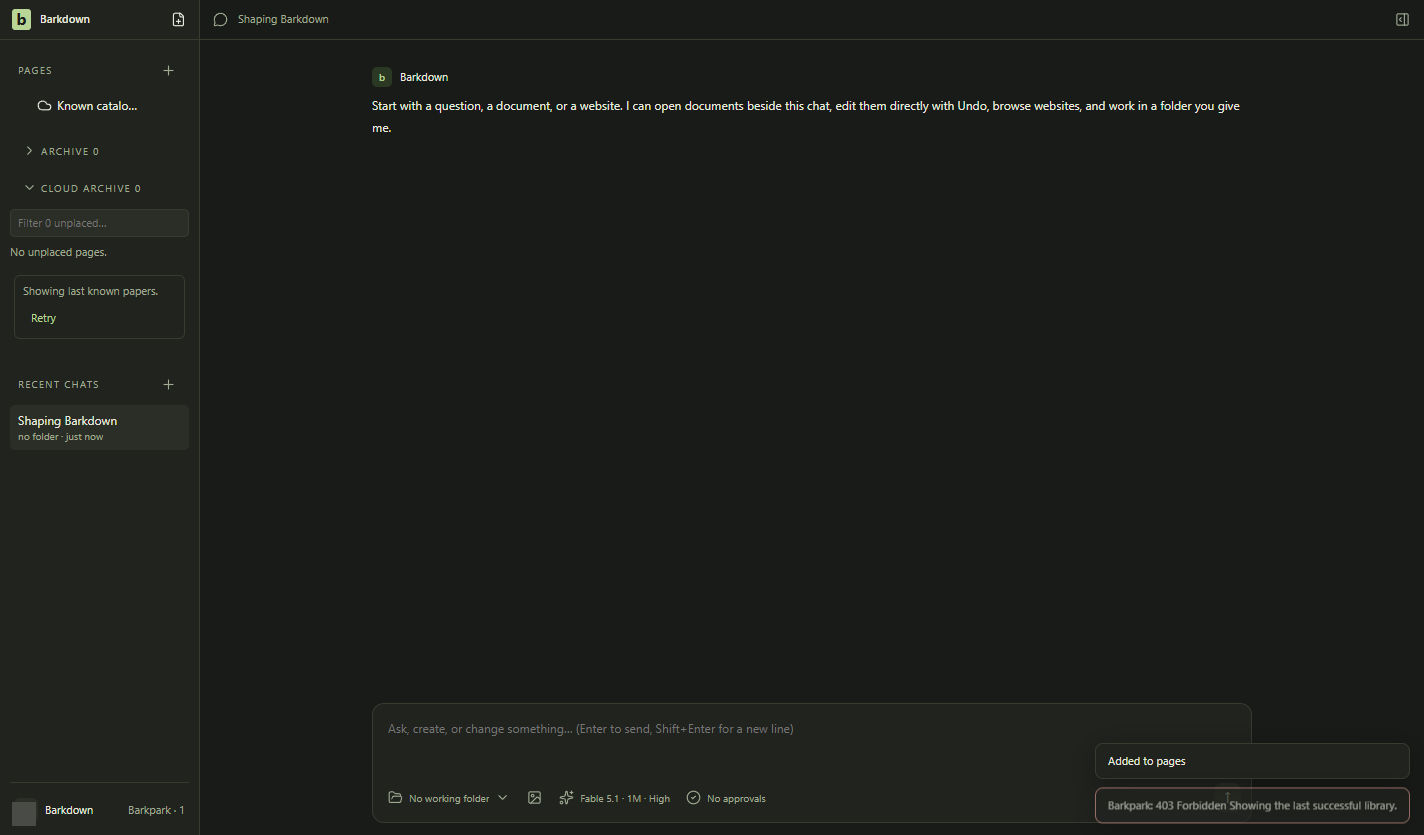 b Barkdown
Shaping Barkdown
PAGES
Known catalo...
ARCHIVE 0
CLOUD ARCHIVE 0
Filter 0 unplaced...
No unplaced pages.
Showing last known papers.
Retry
RECENT CHATS
Shaping Barkdown
no folder · just now
Barkdown
Barkpark · 1
b Barkdown
Start with a question, a document, or a website. I can open documents beside this chat, edit them directly with Undo, browse websites, and work in a folder you give
me.
Ask, create, or change something... (Enter to send, Shift+Enter for a new line)
No working folder
Fable 5.1 · 1M · High
No approvals
Added to pages
Barkpark: 403 Forbidden Showing the last successful library.